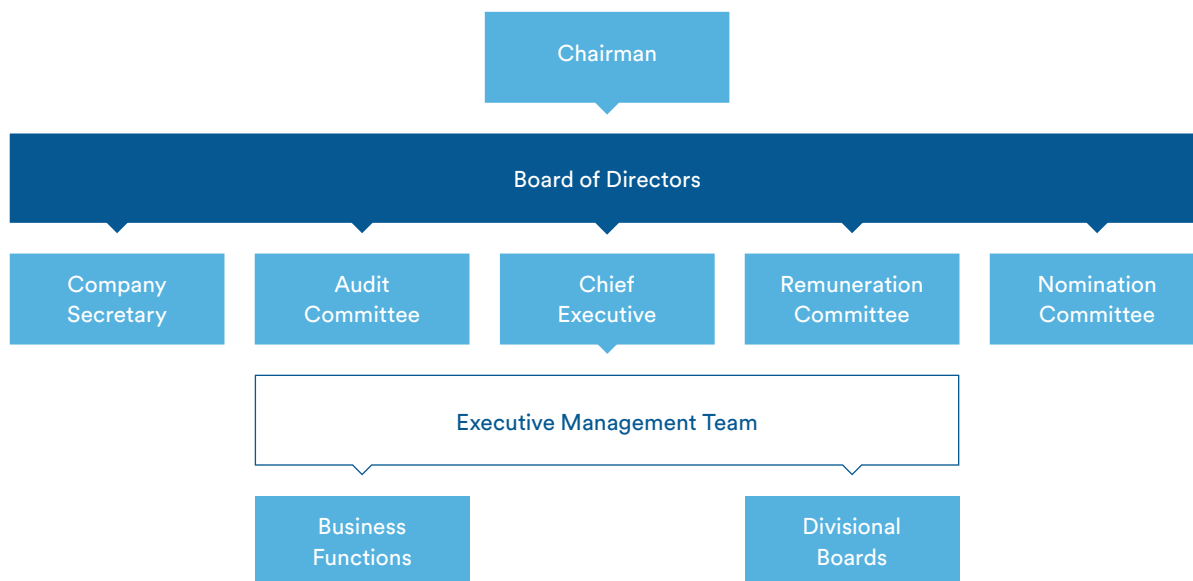 Chairman
Board of Directors
Company
Secretary
Audit
Committee
Chief
Executive
Remuneration
Committee
Nomination
Committee
Executive Management Team
Business
Functions
Divisional
Boards